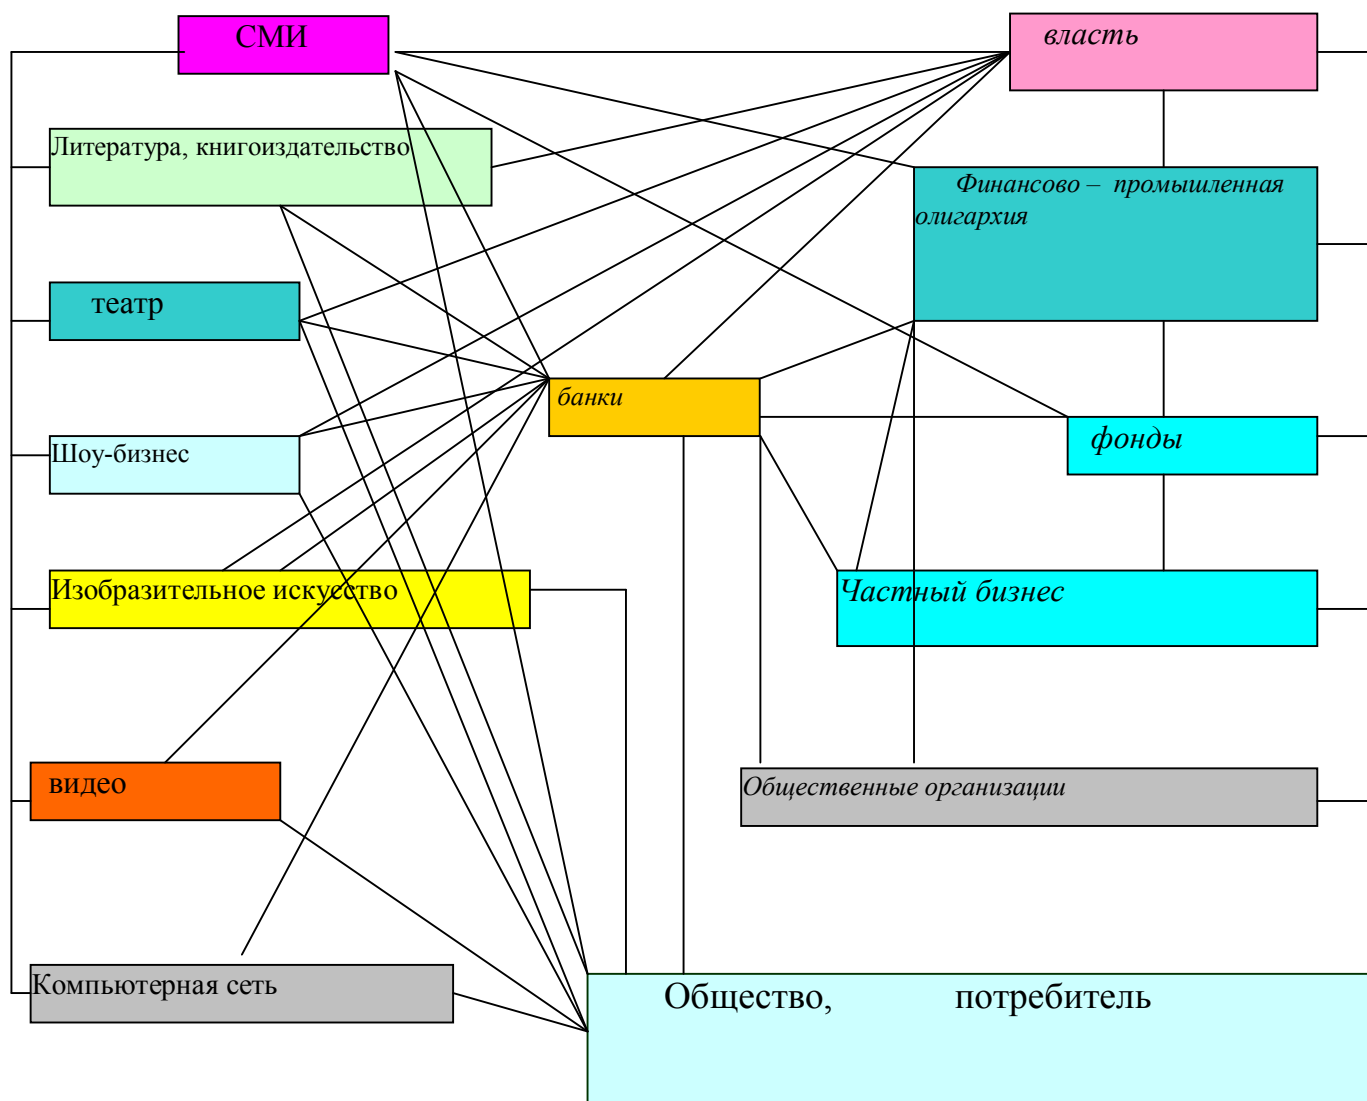 СМИ
власть
Литература, книгоиздательство
Финансово – промышленная
олигархия
театр
банки
Шоу-бизнес
фонды
Изобразительное искусство
Частный бизнес
видео
Общественные организации
Компьютерная сеть
Общество, потребитель